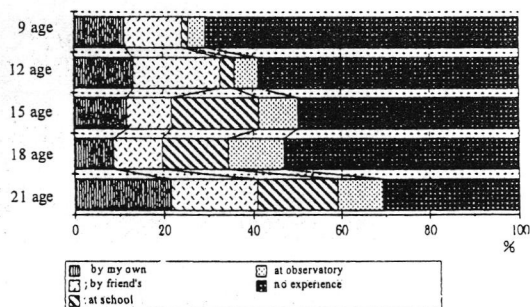 9 age
12 age
15 age
18 age
21 age
0 20 40 60 80 100
%
by my own
; by friend's
: at school
at observatory
no experience